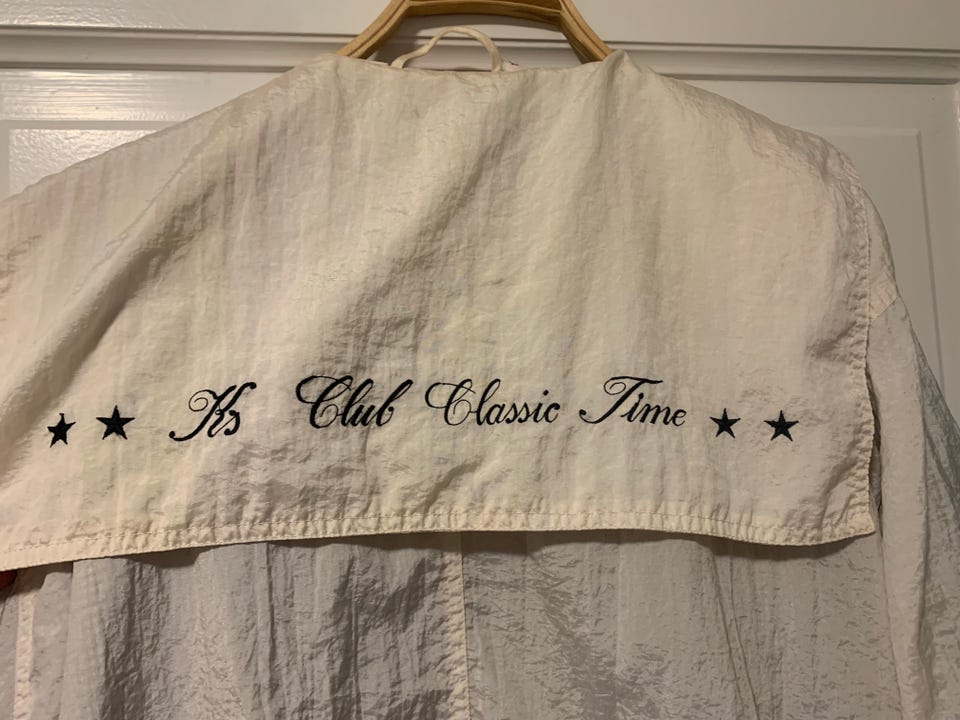 ★ ★ Ks Club Classic Time ★ ★